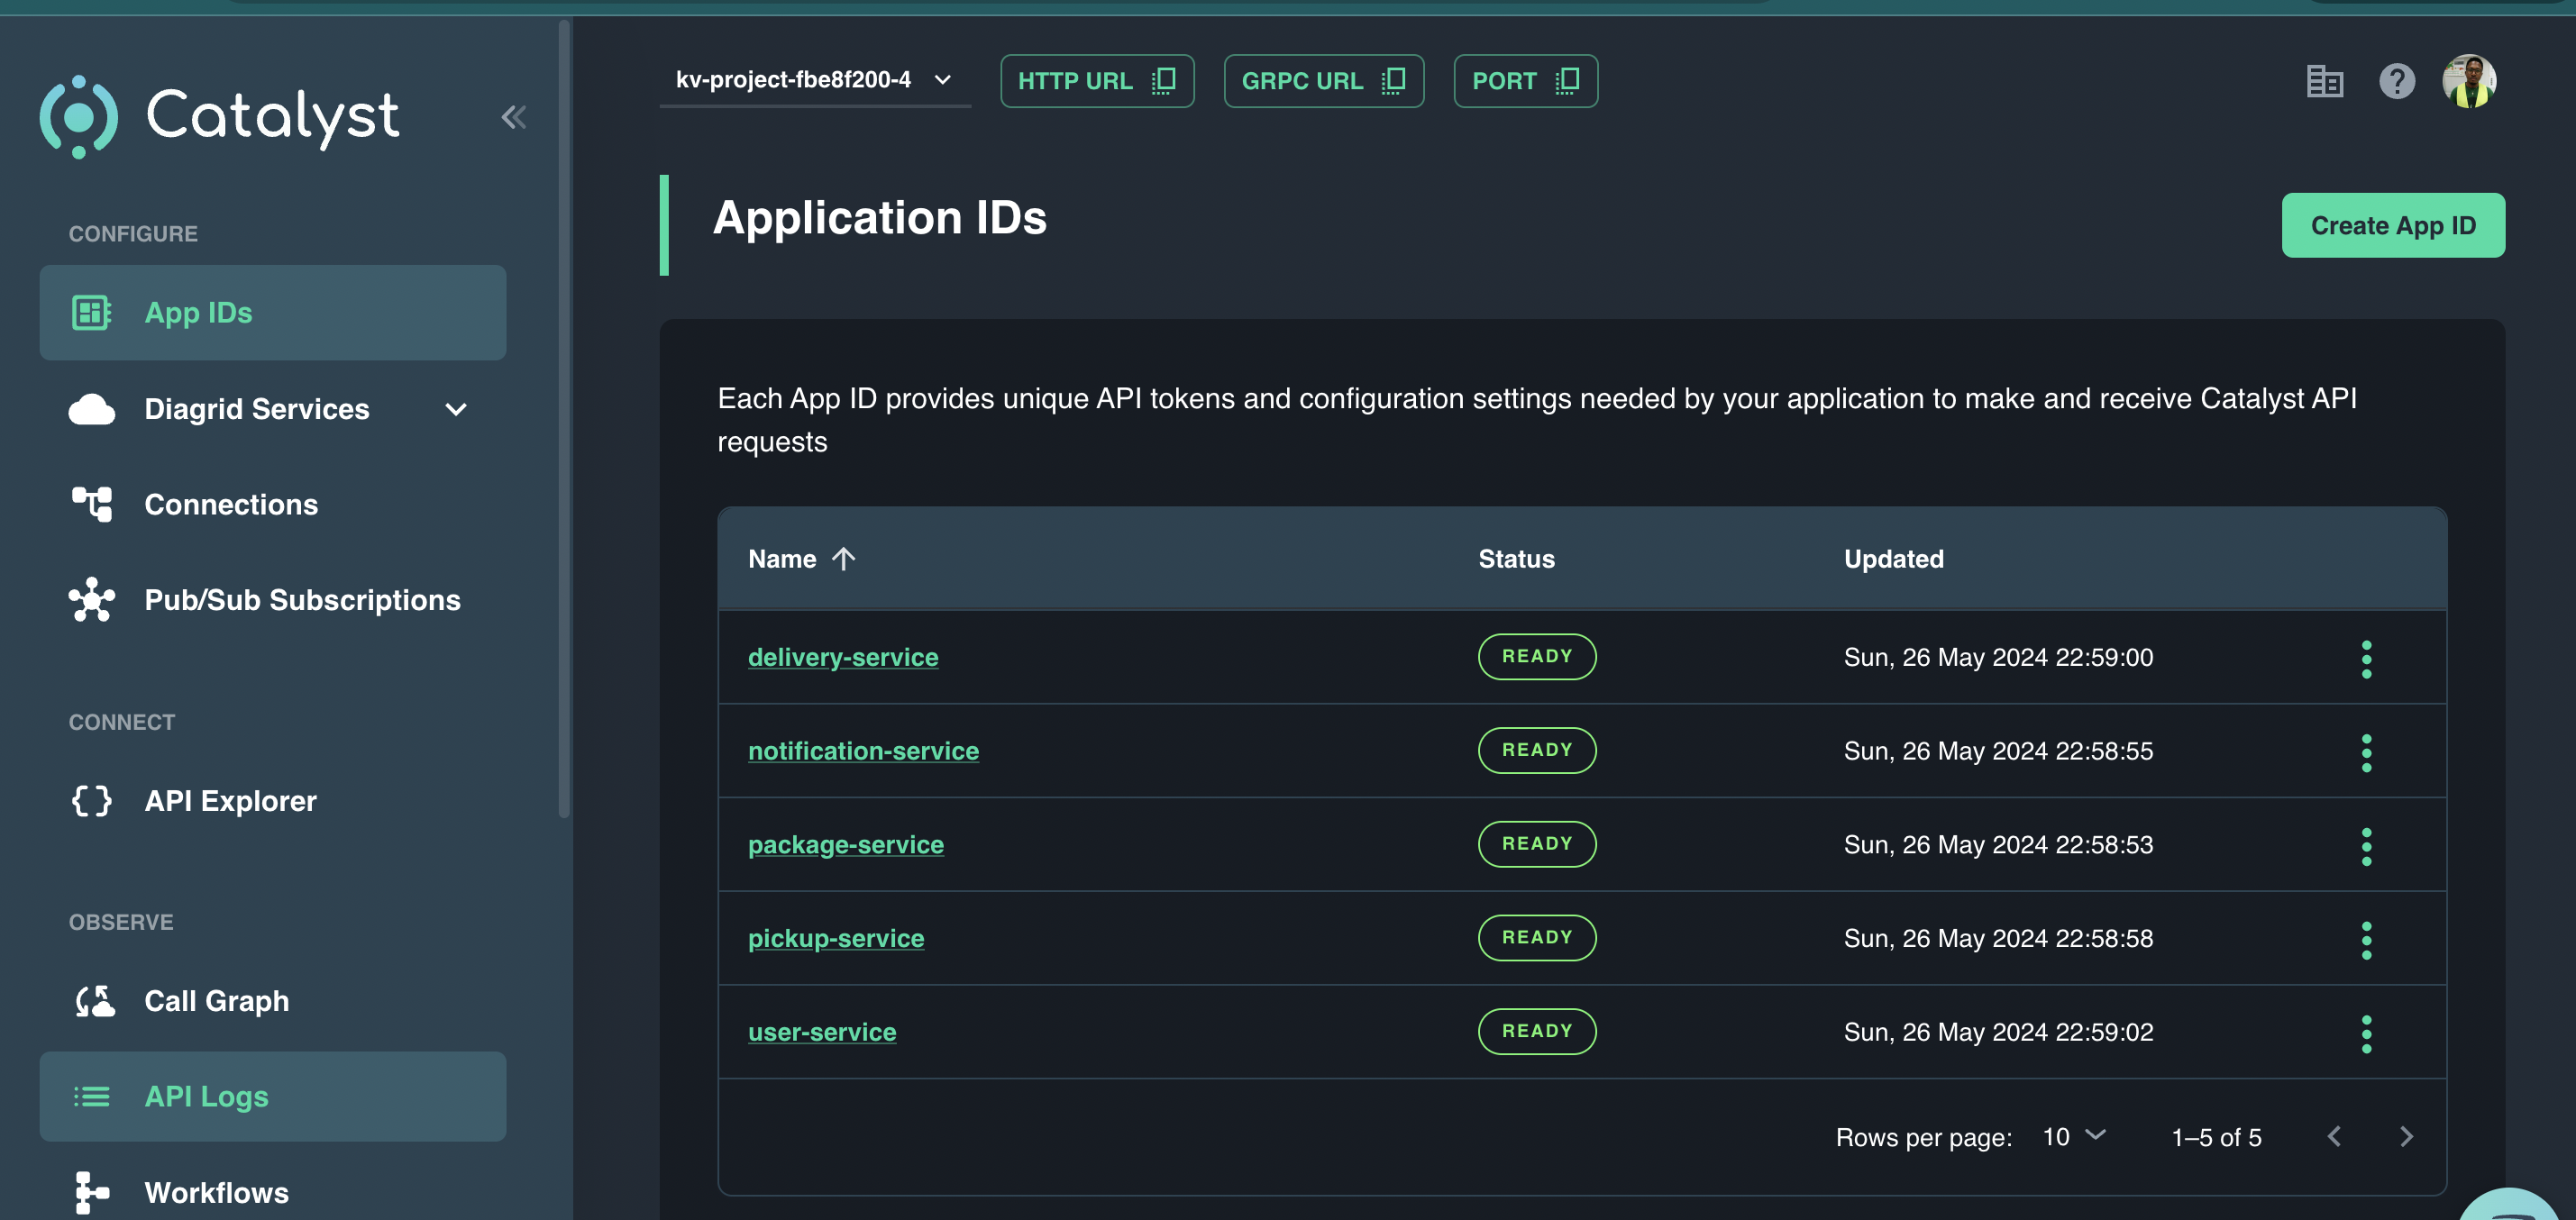 Catalyst
CONFIGURE
App IDs
Diagrid Services
Connections
Pub/Sub Subscriptions
CONNECT
API Explorer
OBSERVE
Call Graph
API Logs
Workflows
kv-project-fbe8f200-4
HTTP URL
GRPC URL
PORT
Application IDs
Create App ID
Each App ID provides unique API tokens and configuration settings needed by your application to make and receive Catalyst API
requests
Name Status Updated
delivery-service READY Sun, 26 May 2024 22:59:00
notification-service READY Sun, 26 May 2024 22:58:55
package-service READY Sun, 26 May 2024 22:58:53
pickup-service READY Sun, 26 May 2024 22:58:58
user-service READY Sun, 26 May 2024 22:59:02
Rows per page: 10 1–5 of 5